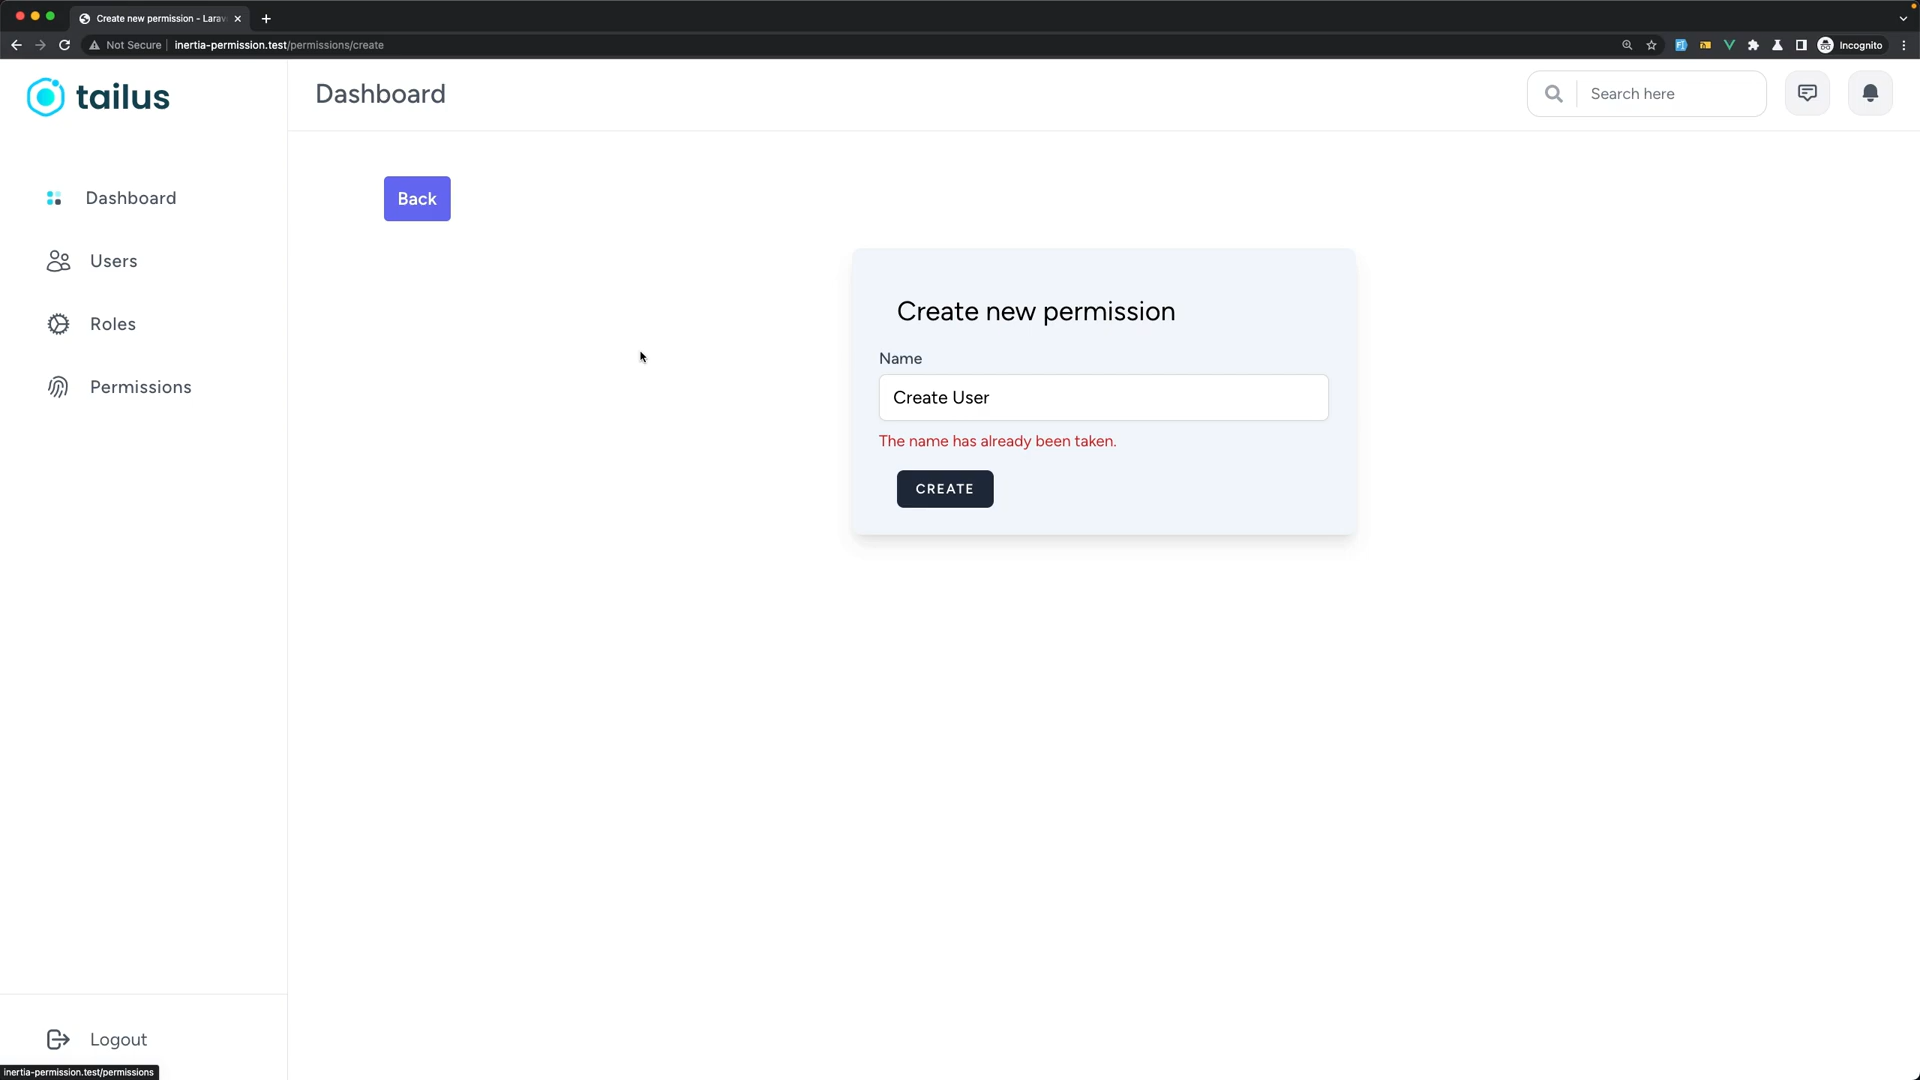 Create new permission - Larav
Not Secure
inertia-permission.test/permissions/create
Incognito
tailus
Dashboard
Search here
Dashboard
Users
Roles
Permissions
Back
Create new permission
Name
Create User
The name has already been taken.
CREATE
Logout
inertia-permission.test/permissions